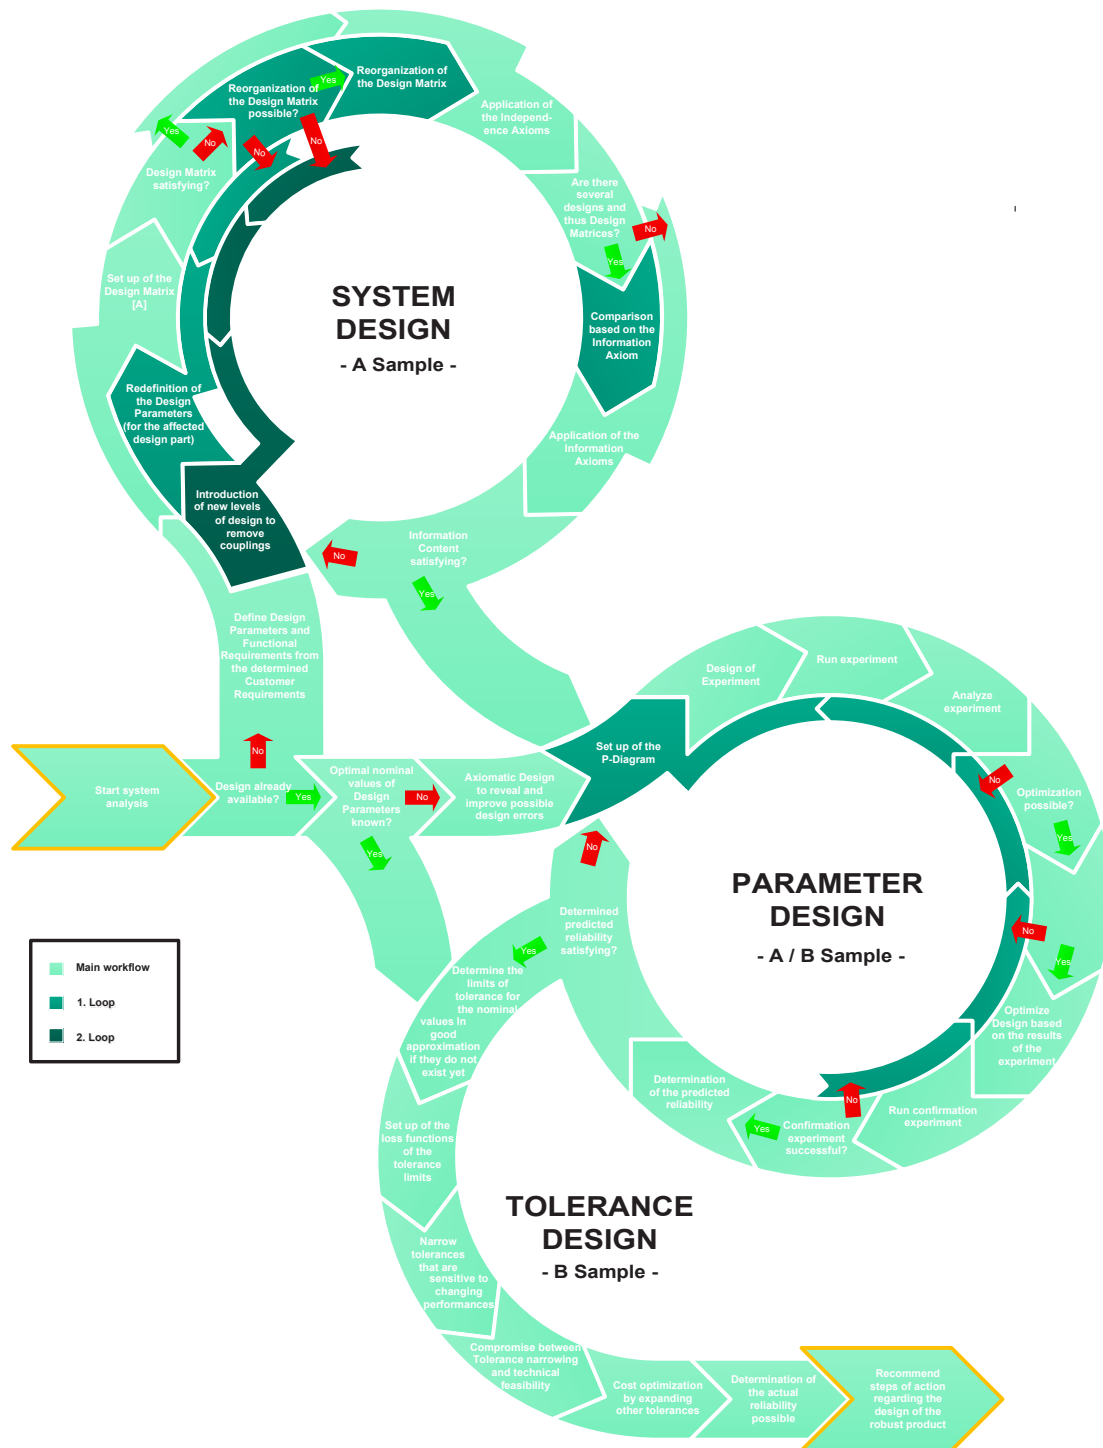 Reorganization of
the Design Matrix
Yes
Reorganization of
the Design Matrix
possible?
Yes
No
No
No
Design Matrix
satisfying?
Application of
the Independ-
ence Axioms
Are there
several
designs and
thus Design
Matrices?
No
Yes
Set up of the
Design Matrix
[A]
SYSTEM
DESIGN
- A Sample -
Comparison
based on the
Information
Axiom
Redefinition of
the Design
Parameters
(for the affected
design part)
Application of the
Information
Axioms
Introduction
of new levels
of design to
remove
couplings
Information
Content
satisfying?
No
Yes
Define Design
Parameters and
Functional
Requirements from
the determined
Customer
Requirements
No
Start system
analysis
Design already
available?
Yes
Optimal nominal
values of
Design
Parameters
known?
No
Yes
Axiomatic Design
to reveal and
improve possible
design errors
Set up of the
P-Diagram
Design of
Experiment
Run experiment
Analyze
experiment
No
Optimization
possible?
Yes
No
Yes
PARAMETER
DESIGN
- A / B Sample -
Optimize
Design based
on the results
of the
experiment
Run confirmation
experiment
No
Confirmation
experiment
successful?
Yes
Determination
of the predicted
reliability
No
Determined
predicted
reliability
satisfying?
Yes
Main workflow
1. Loop
2. Loop
Determine the
limits of
tolerance for
the nominal
values in
good
approximation
if they do not
exist yet
Set up of the
loss functions
of the
tolerance
limits
TOLERANCE
DESIGN
- B Sample -
Narrow
tolerances
that are
sensitive to
changing
performances
Compromise between
Tolerance narrowing
and technical
feasibility
Cost optimization
by expanding
other tolerances
Determination of
the actual
reliability
possible
Recommend
steps of action
regarding the
design of the
robust product